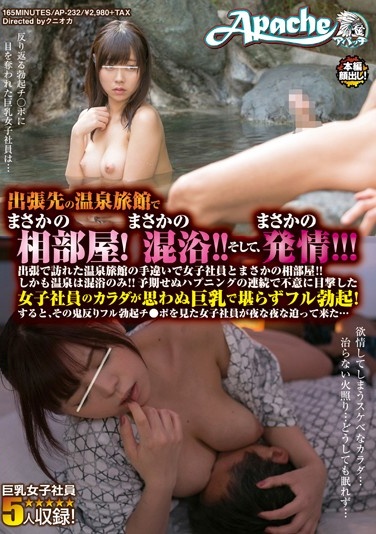 165MINUTES/AP-232/¥2,980+TAX
Directed byクニオカ
Apache
アパッチ
本編
顔出し!
反り返る勃起チ○ポに
目を奪われた巨乳女子社員は…
出張先の温泉旅館で
まさかの まさかの まさかの
相部屋! 混浴!! そして、発情!!!
出張で訪れた温泉旅館の手違いで女子社員とまさかの相部屋!!
しかも温泉は混浴のみ!! 予期せぬハプニングの連続で不意に目撃した
女子社員のカラダが思わぬ巨乳で堪らずフル勃起!
すると、その鬼反りフル勃起チ●ポを見た女子社員が夜な夜な迫って来た…
欲情してしまうスケベなカラダ…
治らない火照り…どうしても眠れず…
巨乳女子社員
5人収録!